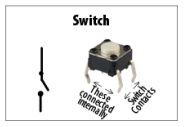 Switch
These
connected
internally
Switch
Contacts